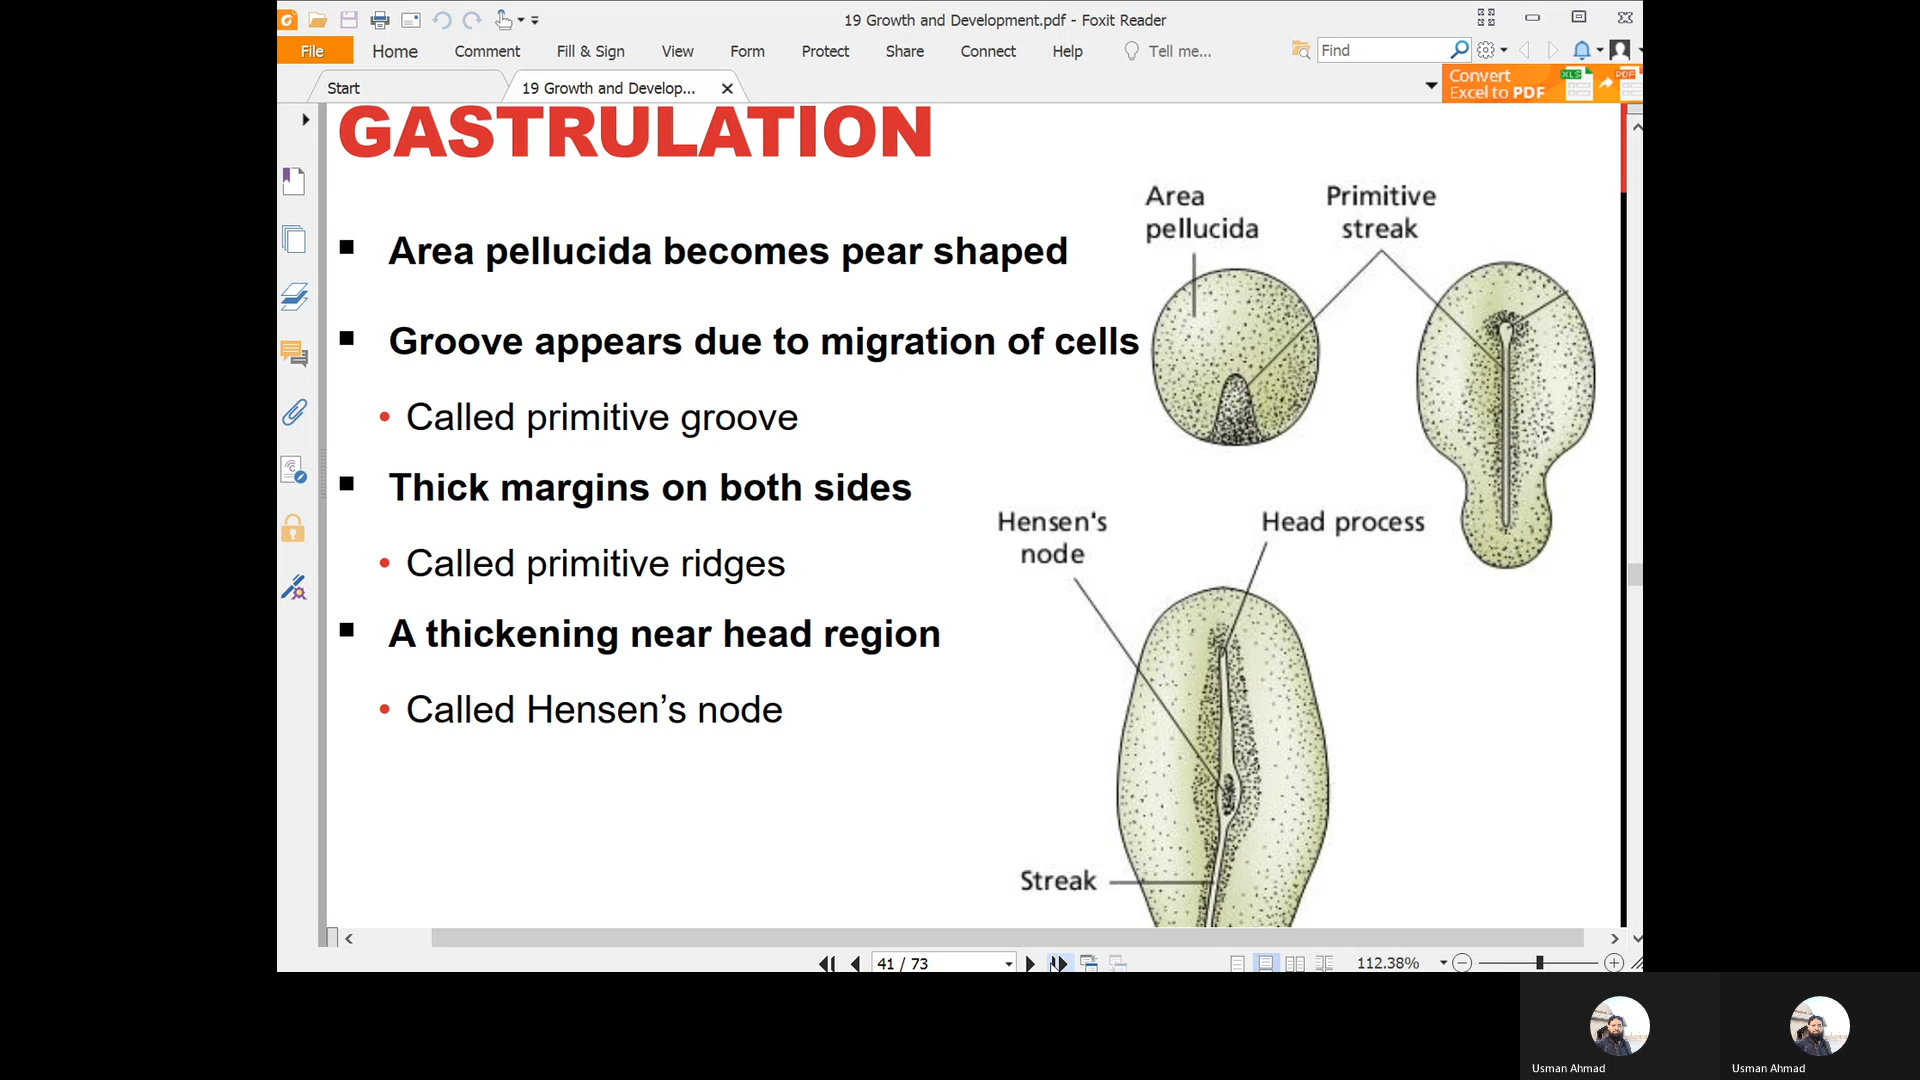 19 Growth and Development.pdf - Foxit Reader
File Home Comment Fill & Sign View Form Protect Share Connect Help Tell me... Find
Start 19 Growth and Develop...
Convert
Excel to PDF
XLS PDF
GASTRULATION
Area pellucida becomes pear shaped
Groove appears due to migration of cells
Called primitive groove
Thick margins on both sides
Called primitive ridges
A thickening near head region
Called Hensen’s node
Area
pellucida
Primitive
streak
Hensen's
node
Head process
Streak
41 / 73 112.38%
Usman Ahmad Usman Ahmad